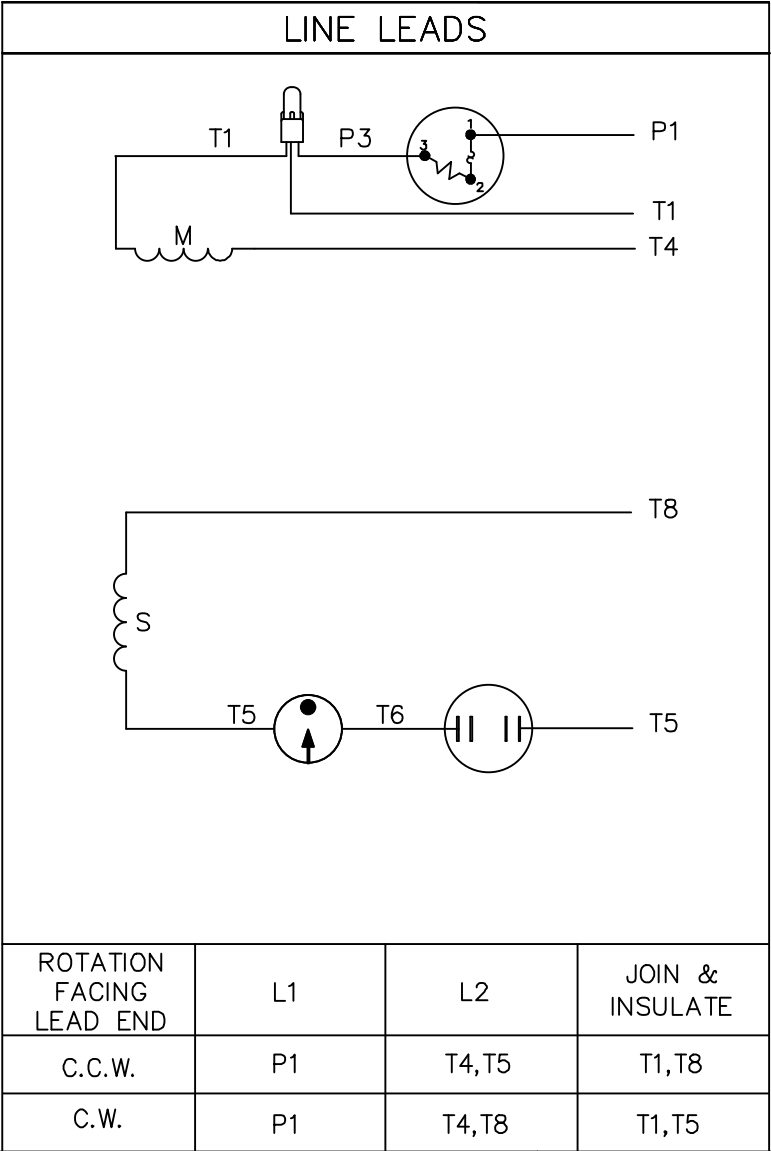 LINE LEADS
T1 P3 3 1 2 P1
T1
M T4
T8
S
T5 T6 T5
ROTATION FACING LEAD END L1 L2 JOIN & INSULATE
C.C.W. P1 T4,T5 T1,T8
C.W. P1 T4,T8 T1,T5